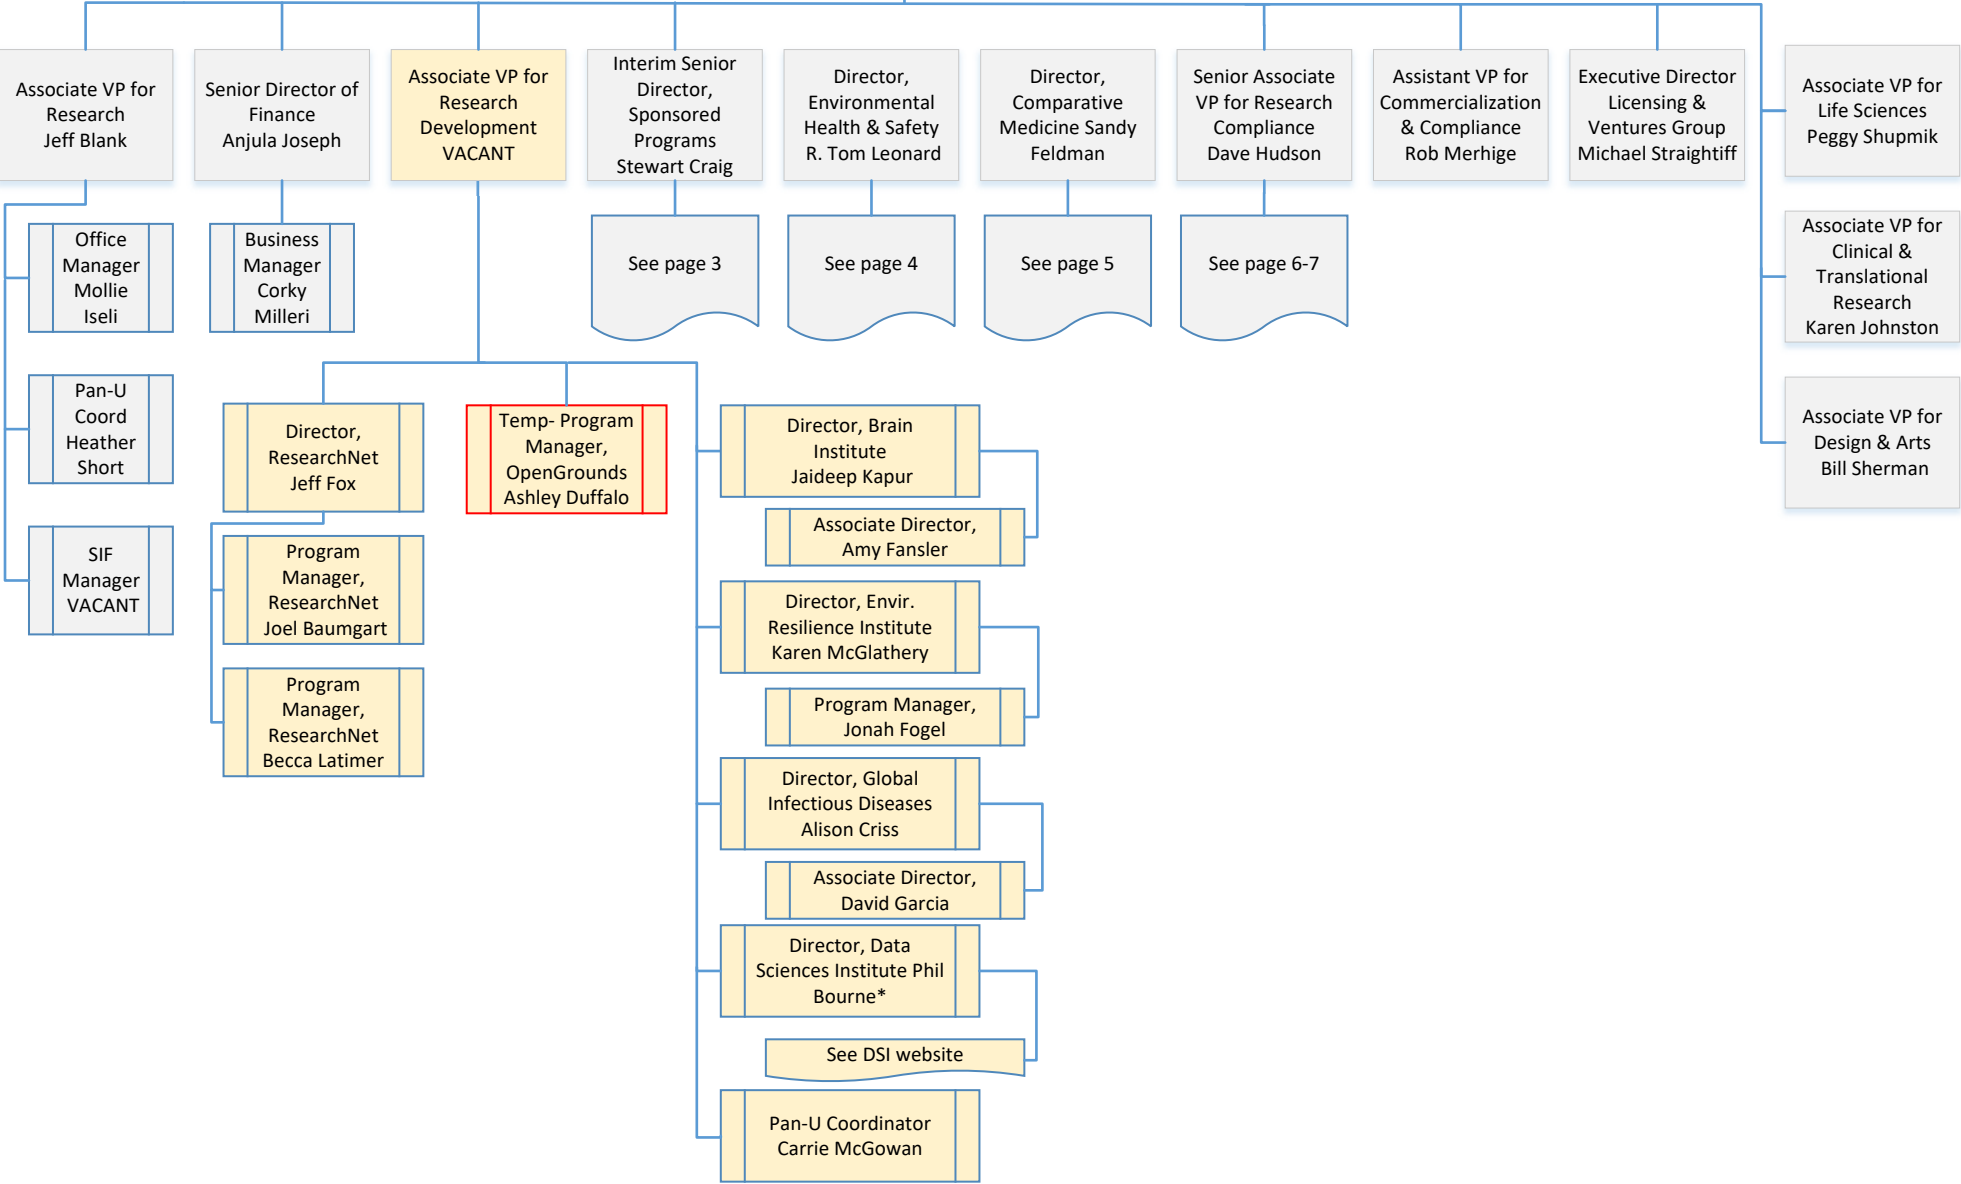 Associate VP for
Research
Jeff Blank
Senior Director of
Finance
Anjula Joseph
Associate VP for
Research
Development
VACANT
Interim Senior
Director,
Sponsored
Programs
Stewart Craig
Director,
Environmental
Health & Safety
R. Tom Leonard
Director,
Comparative
Medicine Sandy
Feldman
Senior Associate
VP for Research
Compliance
Dave Hudson
Assistant VP for
Commercialization
& Compliance
Rob Merhige
Executive Director
Licensing &
Ventures Group
Michael Straightiff
Associate VP for
Life Sciences
Peggy Shupmik
Office
Manager
Mollie
Iseli
Business
Manager
Corky
Milleri
See page 3
See page 4
See page 5
See page 6-7
Associate VP for
Clinical &
Translational
Research
Karen Johnston
Pan-U
Coord
Heather
Short
Associate VP for
Design & Arts
Bill Sherman
SIF
Manager
VACANT
Director,
ResearchNet
Jeff Fox
Program
Manager,
ResearchNet
Joel Baumgart
Program
Manager,
ResearchNet
Becca Latimer
Temp- Program
Manager,
OpenGrounds
Ashley Duffalo
Director, Brain
Institute
Jaideep Kapur
Associate Director,
Amy Fansler
Director, Envir.
Resilience Institute
Karen McGlathery
Program Manager,
Jonah Fogel
Director, Global
Infectious Diseases
Alison Criss
Associate Director,
David Garcia
Director, Data
Sciences Institute Phil
Bourne*
See DSI website
Pan-U Coordinator
Carrie McGowan